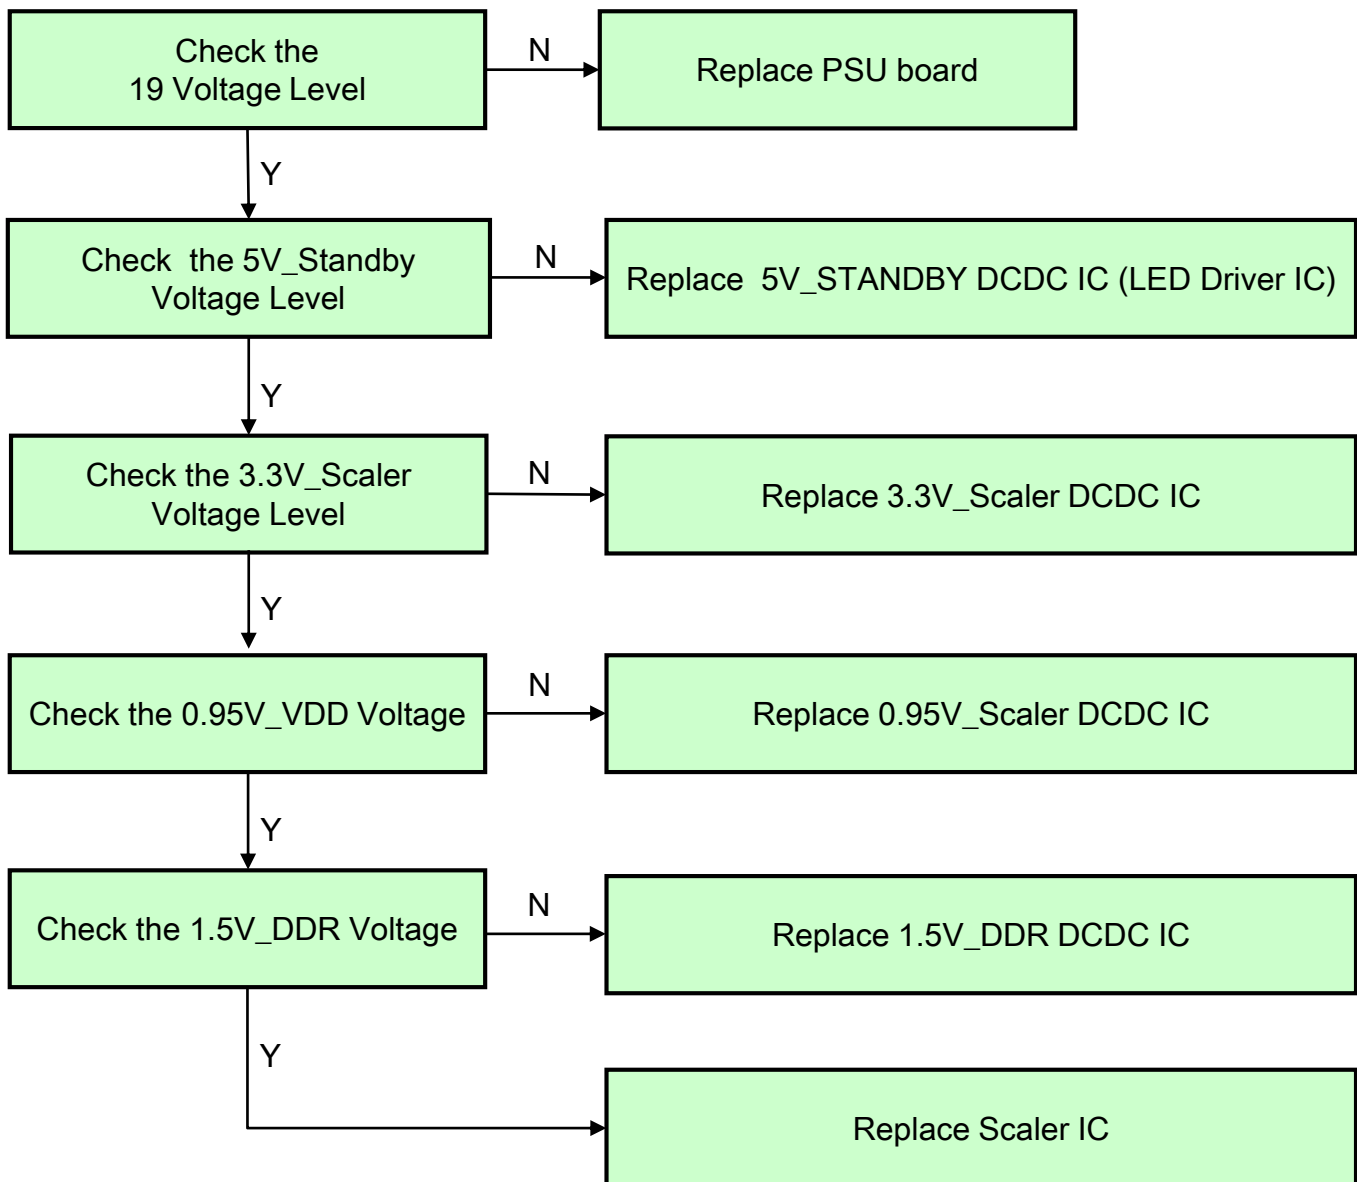 Check the
19 Voltage Level
N
Replace PSU board
Y
Check  the 5V_Standby
Voltage Level
N
Replace  5V_STANDBY DCDC IC (LED Driver IC)
Y
Check the 3.3V_Scaler
Voltage Level
N
Replace 3.3V_Scaler DCDC IC
Y
Check the 0.95V_VDD Voltage
N
Replace 0.95V_Scaler DCDC IC
Y
Check the 1.5V_DDR Voltage
N
Replace 1.5V_DDR DCDC IC
Y
Replace Scaler IC